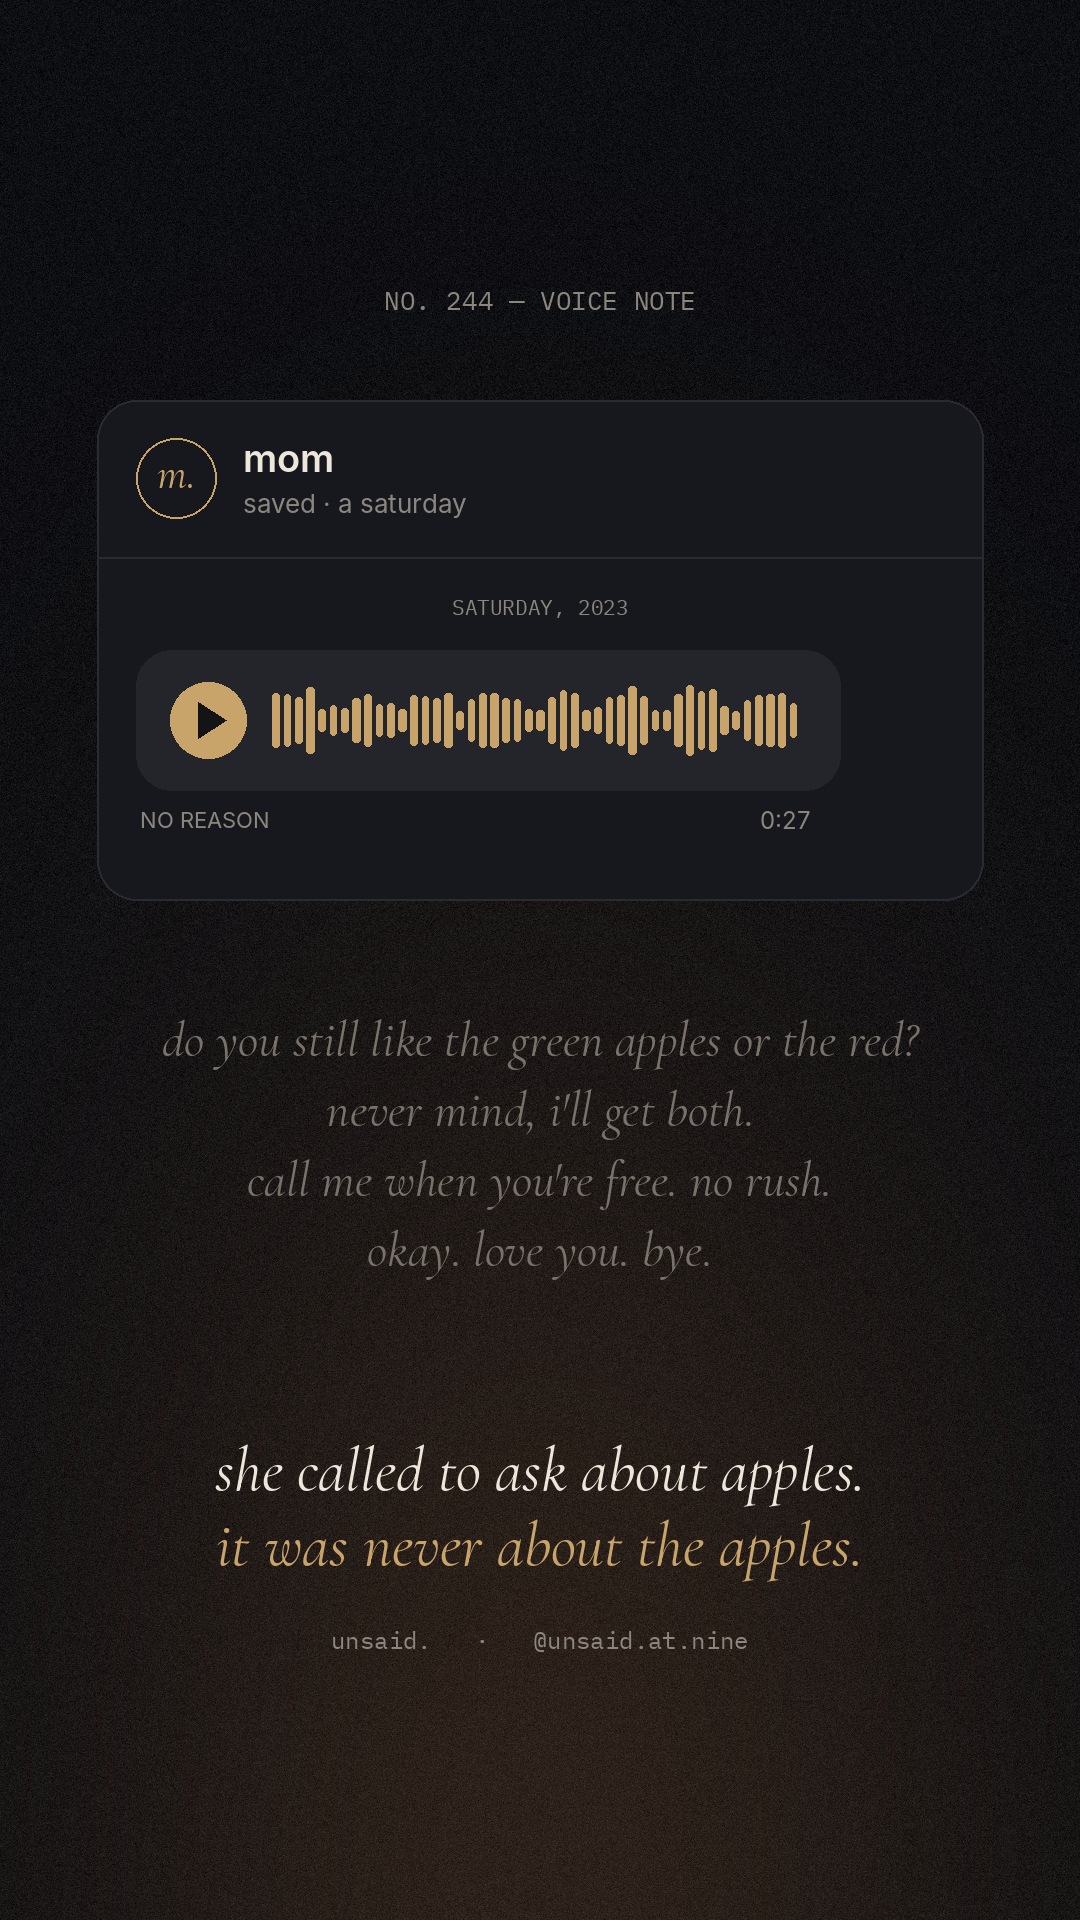 NO. 244 — VOICE NOTE
m.
mom
saved · a saturday
SATURDAY, 2023
NO REASON
0:27
do you still like the green apples or the red?
never mind, i'll get both.
call me when you're free. no rush.
okay. love you. bye.
she called to ask about apples.
it was never about the apples.
unsaid. · @unsaid.at.nine